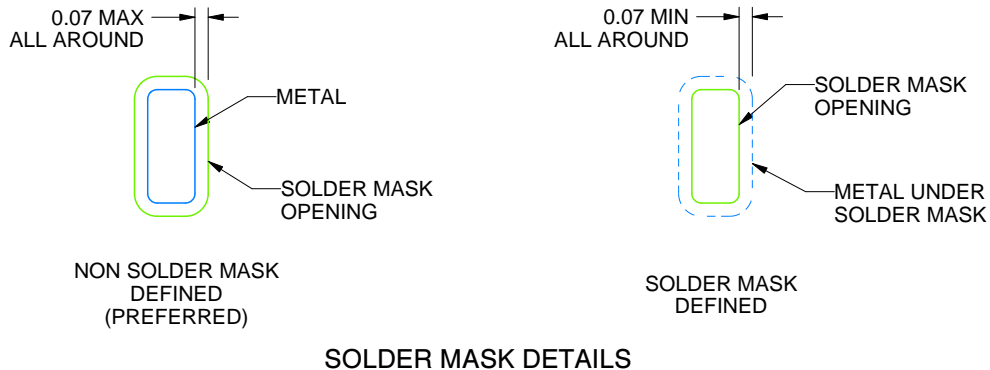 0.07 MAX
ALL AROUND
METAL
SOLDER MASK
OPENING
NON SOLDER MASK
DEFINED
(PREFERRED)
0.07 MIN
ALL AROUND
SOLDER MASK
OPENING
METAL UNDER
SOLDER MASK
SOLDER MASK
DEFINED
SOLDER MASK DETAILS